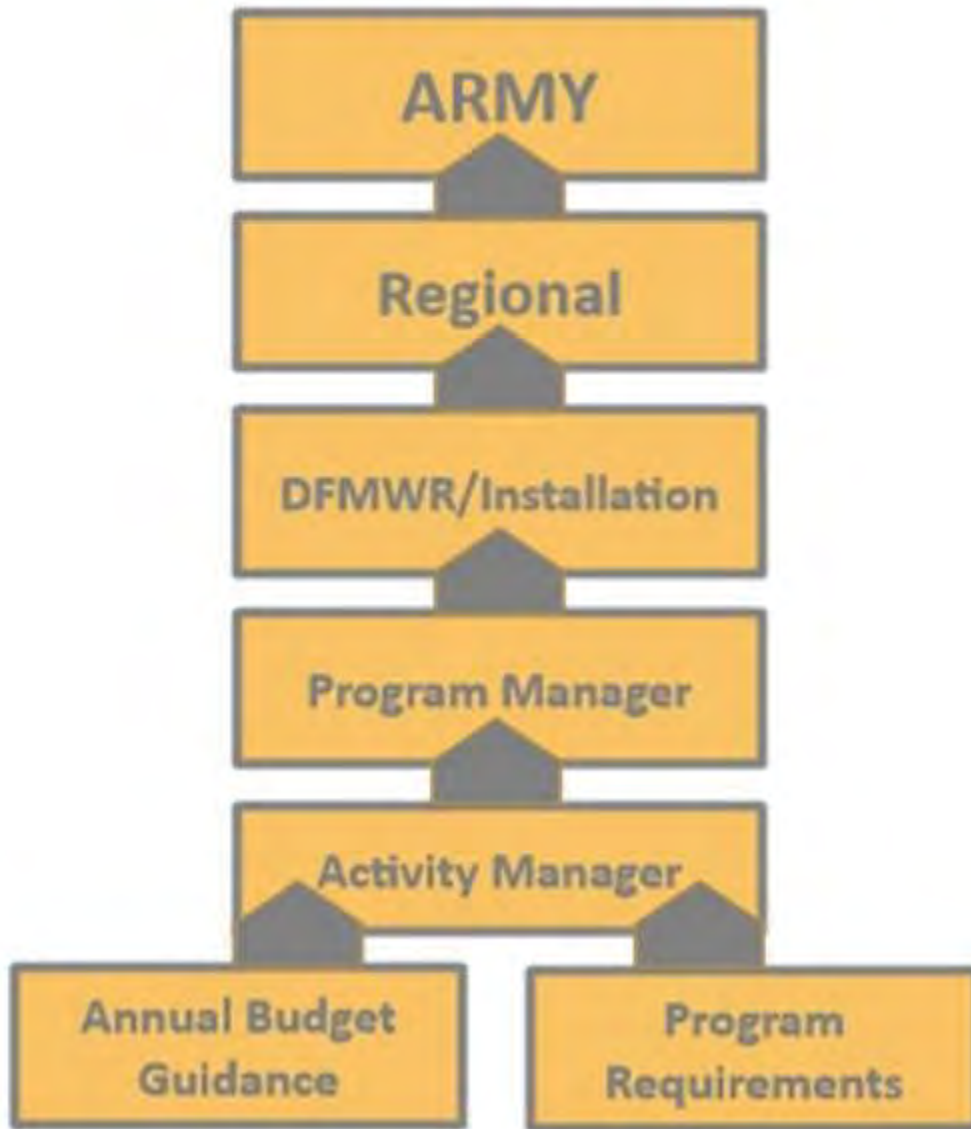 ARMY
Regional
DFMWR/Installation
Program Manager
Activity Manager
Annual Budget
Guidance
Program
Requirements